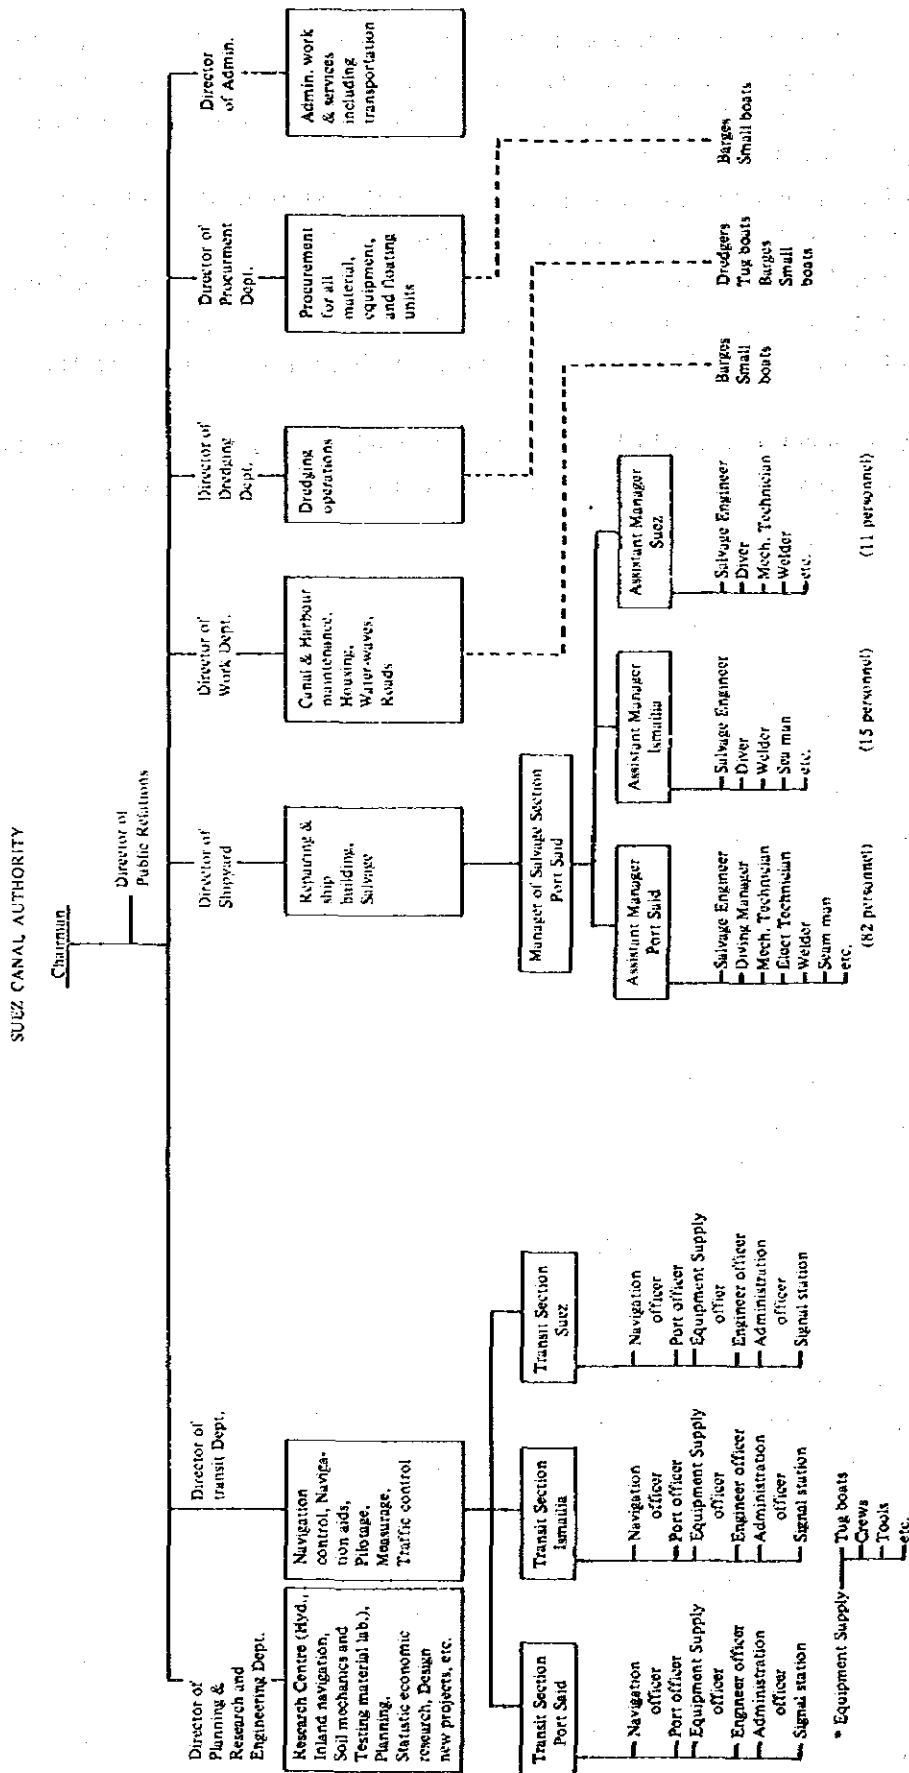 SUEZ CANAL AUTHORITY
Chairman
Director of
Public Relations
Director of
Planning &
Research and
Engineering Dept.
Research Centre (Hyd.,
Inland navigation,
Soil mechanics and
Testing material lab.),
Planning,
Statistic economic
research, Design
new projects, etc.
Director of
transit Dept.
Navigation
control, Naviga-
tion aids,
Pilotage,
Measurage,
Traffic control
Transit Section
Port Said
Navigation
officer
Port officer
Equipment Supply
officer
Engineer officer
Administration
officer
Signal station
Transit Section
Ismailia
Navigation
officer
Port officer
Equipment Supply
officer
Engineer officer
Administration
officer
Signal station
Transit Section
Suez
Navigation
officer
Port officer
Equipment Supply
offier
Engineer officer
Administration
officer
Signal station
* Equipment Supply
Tug boats
Crews
Tools
etc.
Director of
Shipyard
Repairing &
ship
building,
Salvage
Manager of Salvage Section
Port Said
Assistant Manager
Port Said
Salvage Engineer
Diving Manager
Mech. Technician
Elect Technician
Welder
Seam man
etc.
(82 personnel)
Assistant Manager
Ismailia
Salvage Engineer
Diver
Welder
Sea man
etc.
(15 personnel)
Assistant Manager
Suez
Salvage Engineer
Diver
Mech. Technician
Welder
etc.
(11 personnel)
Director of
Work Dept.
Canal & Harbour
maintenance,
Housing,
Water-waves,
Roads
Barges
Small
boats
Director of
Dredging
Dept.
Dredging
operations
Dredgers
Tug boats
Barges
Small
boats
Director of
Procurment
Dept.
Procurement
for all
material,
equipment,
and floating
units
Barges
Small boats
Director
of Admin.
Admin. work
& services
including
transportation